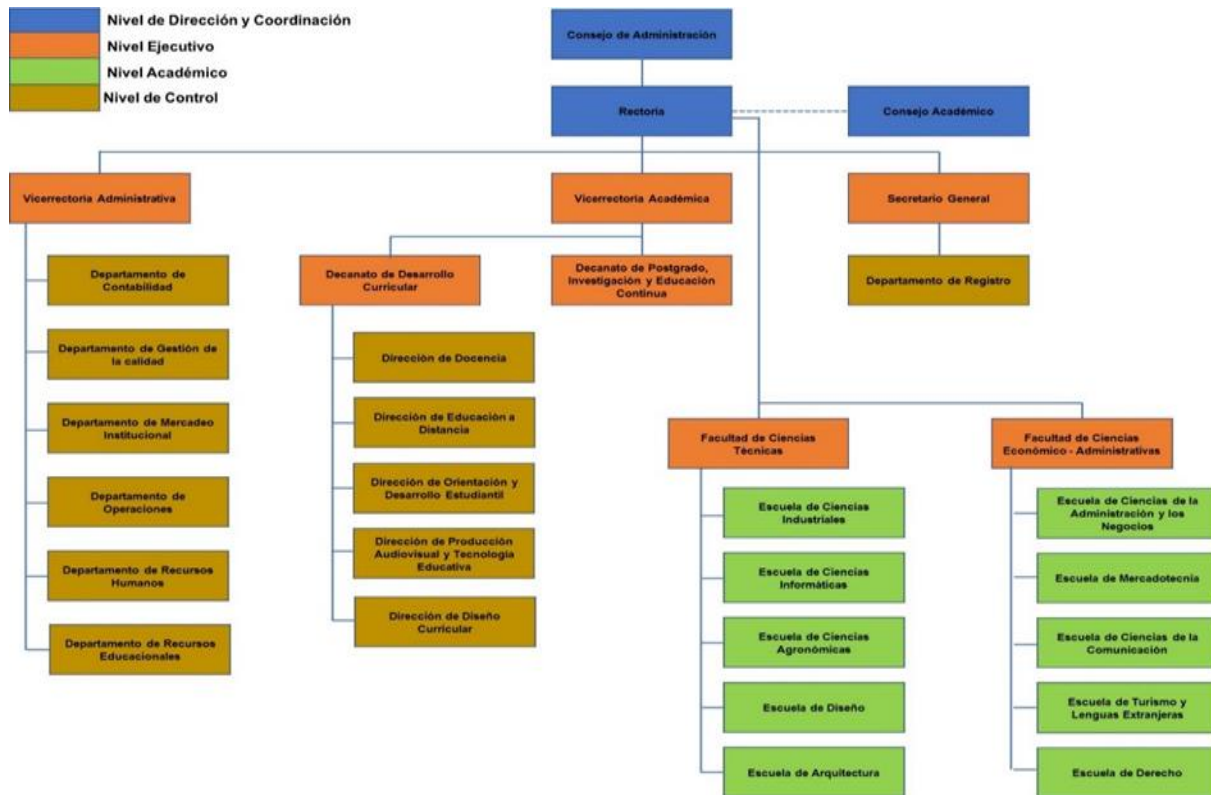 Nivel de Dirección y Coordinación
Nivel Ejecutivo
Nivel Académico
Nivel de Control
Consejo de Administración
Rectoría
Consejo Académico
Vicerrectoría Administrativa
Vicerrectoría Académica
Secretario General
Departamento de
Contabilidad
Departamento de Gestión de
la calidad
Departamento de Mercadeo
Institucional
Departamento de
Operaciones
Departamento de Recursos
Humanos
Departamento de Recursos
Educacionales
Decanato de Desarrollo
Curricular
Decanato de Postgrado,
Investigación y Educación
Continua
Departamento de Registro
Dirección de Docencia
Dirección de Educación a
Distancia
Dirección de Orientación y
Desarrollo Estudiantil
Dirección de Producción
Audiovisual y Tecnología
Educativa
Dirección de Diseño
Curricular
Facultad de Ciencias
Técnicas
Escuela de Ciencias
Industriales
Escuela de Ciencias
Informáticas
Escuela de Ciencias
Agronómicas
Escuela de Diseño
Escuela de Arquitectura
Facultad de Ciencias
Económico - Administrativas
Escuela de Ciencias de la
Administración y los
Negocios
Escuela de Mercadotecnia
Escuela de Ciencias de la
Comunicación
Escuela de Turismo y
Lenguas Extranjeras
Escuela de Derecho